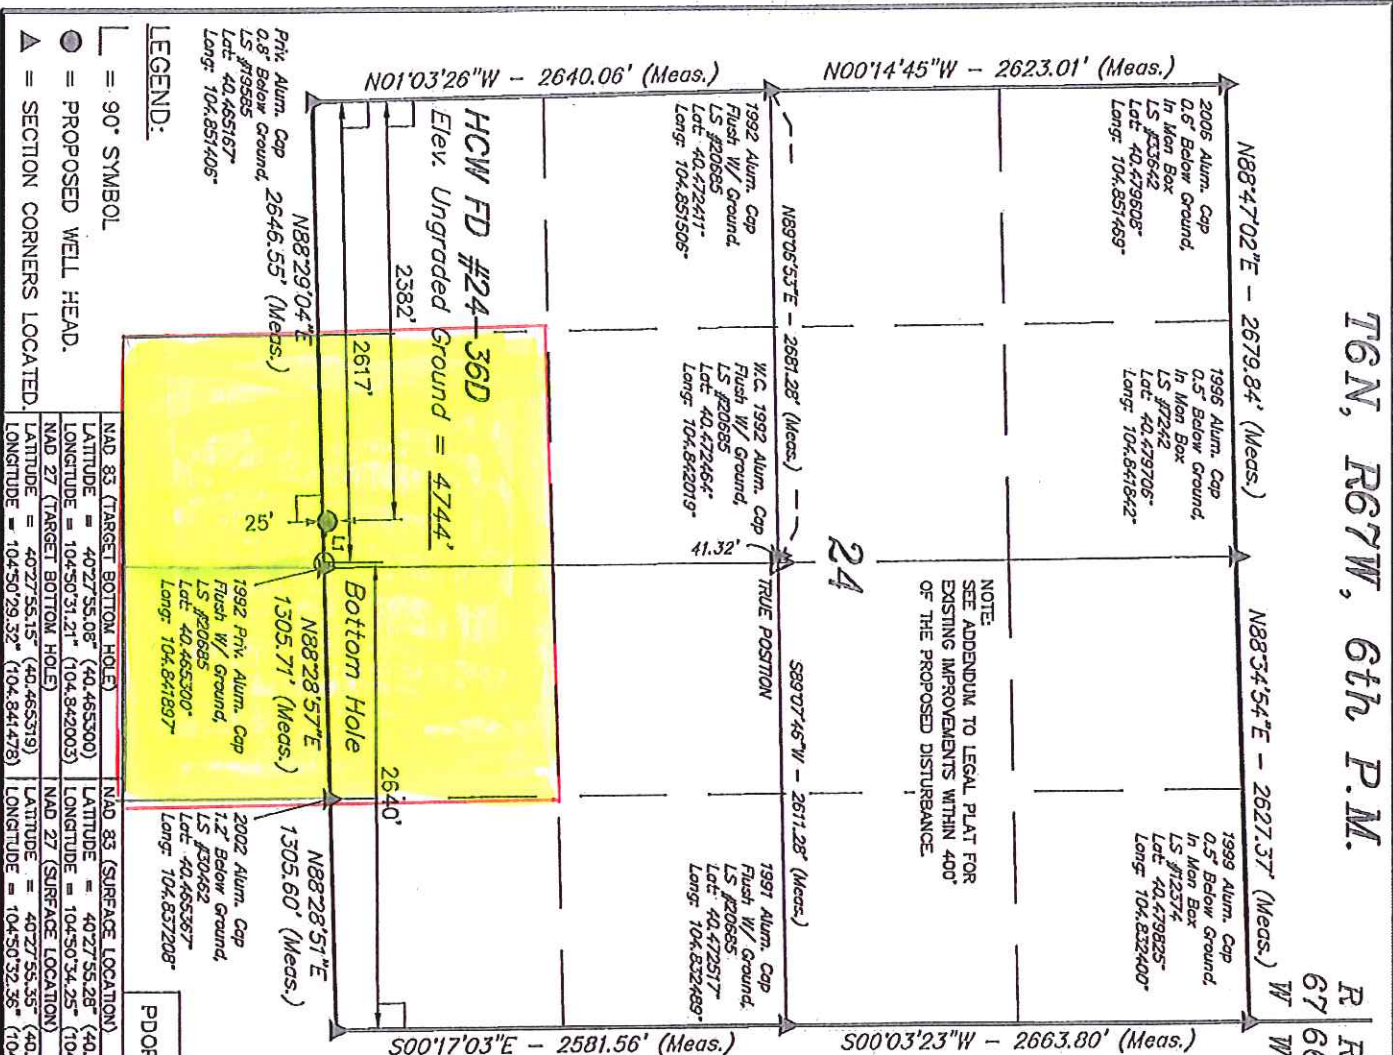 T6N, R67W, 6th P.M.
R
67
W
N88°47'02"E - 2679.84' (Meas.)
N88°34'54"E - 2627.37' (Meas.)
2006 Alum. Cap
0.6' Below Ground,
In Mon Box
LS #33642
Lat: 40.479608°
Long: 104.851469°
1996 Alum. Cap
0.5' Below Ground,
In Mon Box
LS #7242
Lat: 40.479706°
Long: 104.841842°
1999 Alum. Cap
0.5' Below Ground,
In Mon Box
LS #12374
Lat: 40.479825°
Long: 104.832400°
N00°14'45"W - 2623.01' (Meas.)
S00°03'23"W - 2663.80' (Meas.)
NOTE:
SEE ADDENDUM TO LEGAL PLAT FOR
EXISTING IMPROVEMENTS WITHIN 400'
OF THE PROPOSED DISTURBANCE.
24
N89°06'53"E - 2681.28' (Meas.)
41.32'
TRUE POSITION
S89°07'45"W - 2611.28' (Meas.)
1992 Alum. Cap
Flush W/ Ground,
LS #20685
Lat: 40.472417°
Long: 104.851506°
W.C. 1992 Alum. Cap
Flush W/ Ground,
LS #20685
Lat: 40.472464°
Long: 104.842019°
1991 Alum. Cap
Flush W/ Ground,
LS #20685
Lat: 40.472517°
Long: 104.832489°
N01°03'26"W - 2640.06' (Meas.)
S00°17'03"E - 2581.56' (Meas.)
HCW FD #24-36D
Elev. Ungraded Ground = 4744'
2382'
2617'
2640'
Bottom Hole
L1
25'
N88°29'04"E
2646.55' (Meas.)
N88°28'57"E
1305.71' (Meas.)
N88°28'51"E
1305.60' (Meas.)
Priv. Alum. Cap
0.8' Below Ground,
LS #19585
Lat: 40.465167°
Long: 104.851406°
1992 Priv. Alum. Cap
Flush W/ Ground,
LS #20685
Lat: 40.465300°
Long: 104.841897°
2002 Alum. Cap
1.2' Below Ground,
LS #30462
Lat: 40.465367°
Long: 104.837208°
LEGEND:
= 90° SYMBOL
= PROPOSED WELL HEAD.
= SECTION CORNERS LOCATED.
NAD 83 (TARGET BOTTOM HOLE)
LATITUDE = 40°27'55.08" (40.465300)
LONGITUDE = 104°50'31.21" (104.842003)
NAD 27 (TARGET BOTTOM HOLE)
LATITUDE = 40°27'55.15" (40.465319)
LONGITUDE = 104°50'29.32" (104.841478)
NAD 83 (SURFACE LOCATION)
LATITUDE = 40°27'55.28" (40.
LONGITUDE = 104°50'34.25" (10
NAD 27 (SURFACE LOCATION)
LATITUDE = 40°27'55.35" (40.
LONGITUDE = 104°50'32.36" (10